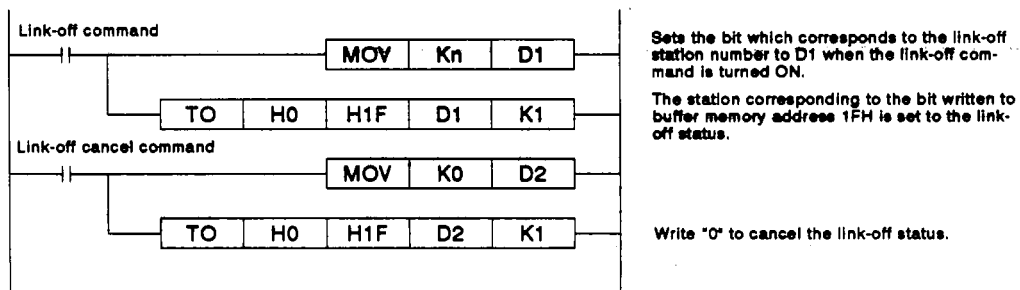 Link-off command
MOV Kn D1
Sets the bit which corresponds to the link-off
station number to D1 when the link-off com-
mand is turned ON.
TO H0 H1F D1 K1
The station corresponding to the bit written to
buffer memory address 1FH is set to the link-
off status.
Link-off cancel command
MOV K0 D2
TO H0 H1F D2 K1
Write "0" to cancel the link-off status.